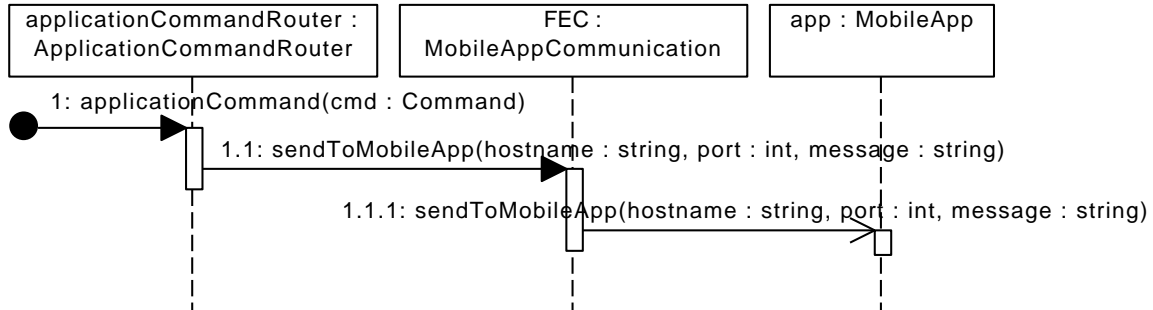 applicationCommandRouter :
ApplicationCommandRouter
FEC :
MobileAppCommunication
app : MobileApp
1: applicationCommand(cmd : Command)
1.1: sendToMobileApp(hostname : string, port : int, message : string)
1.1.1: sendToMobileApp(hostname : string, port : int, message : string)